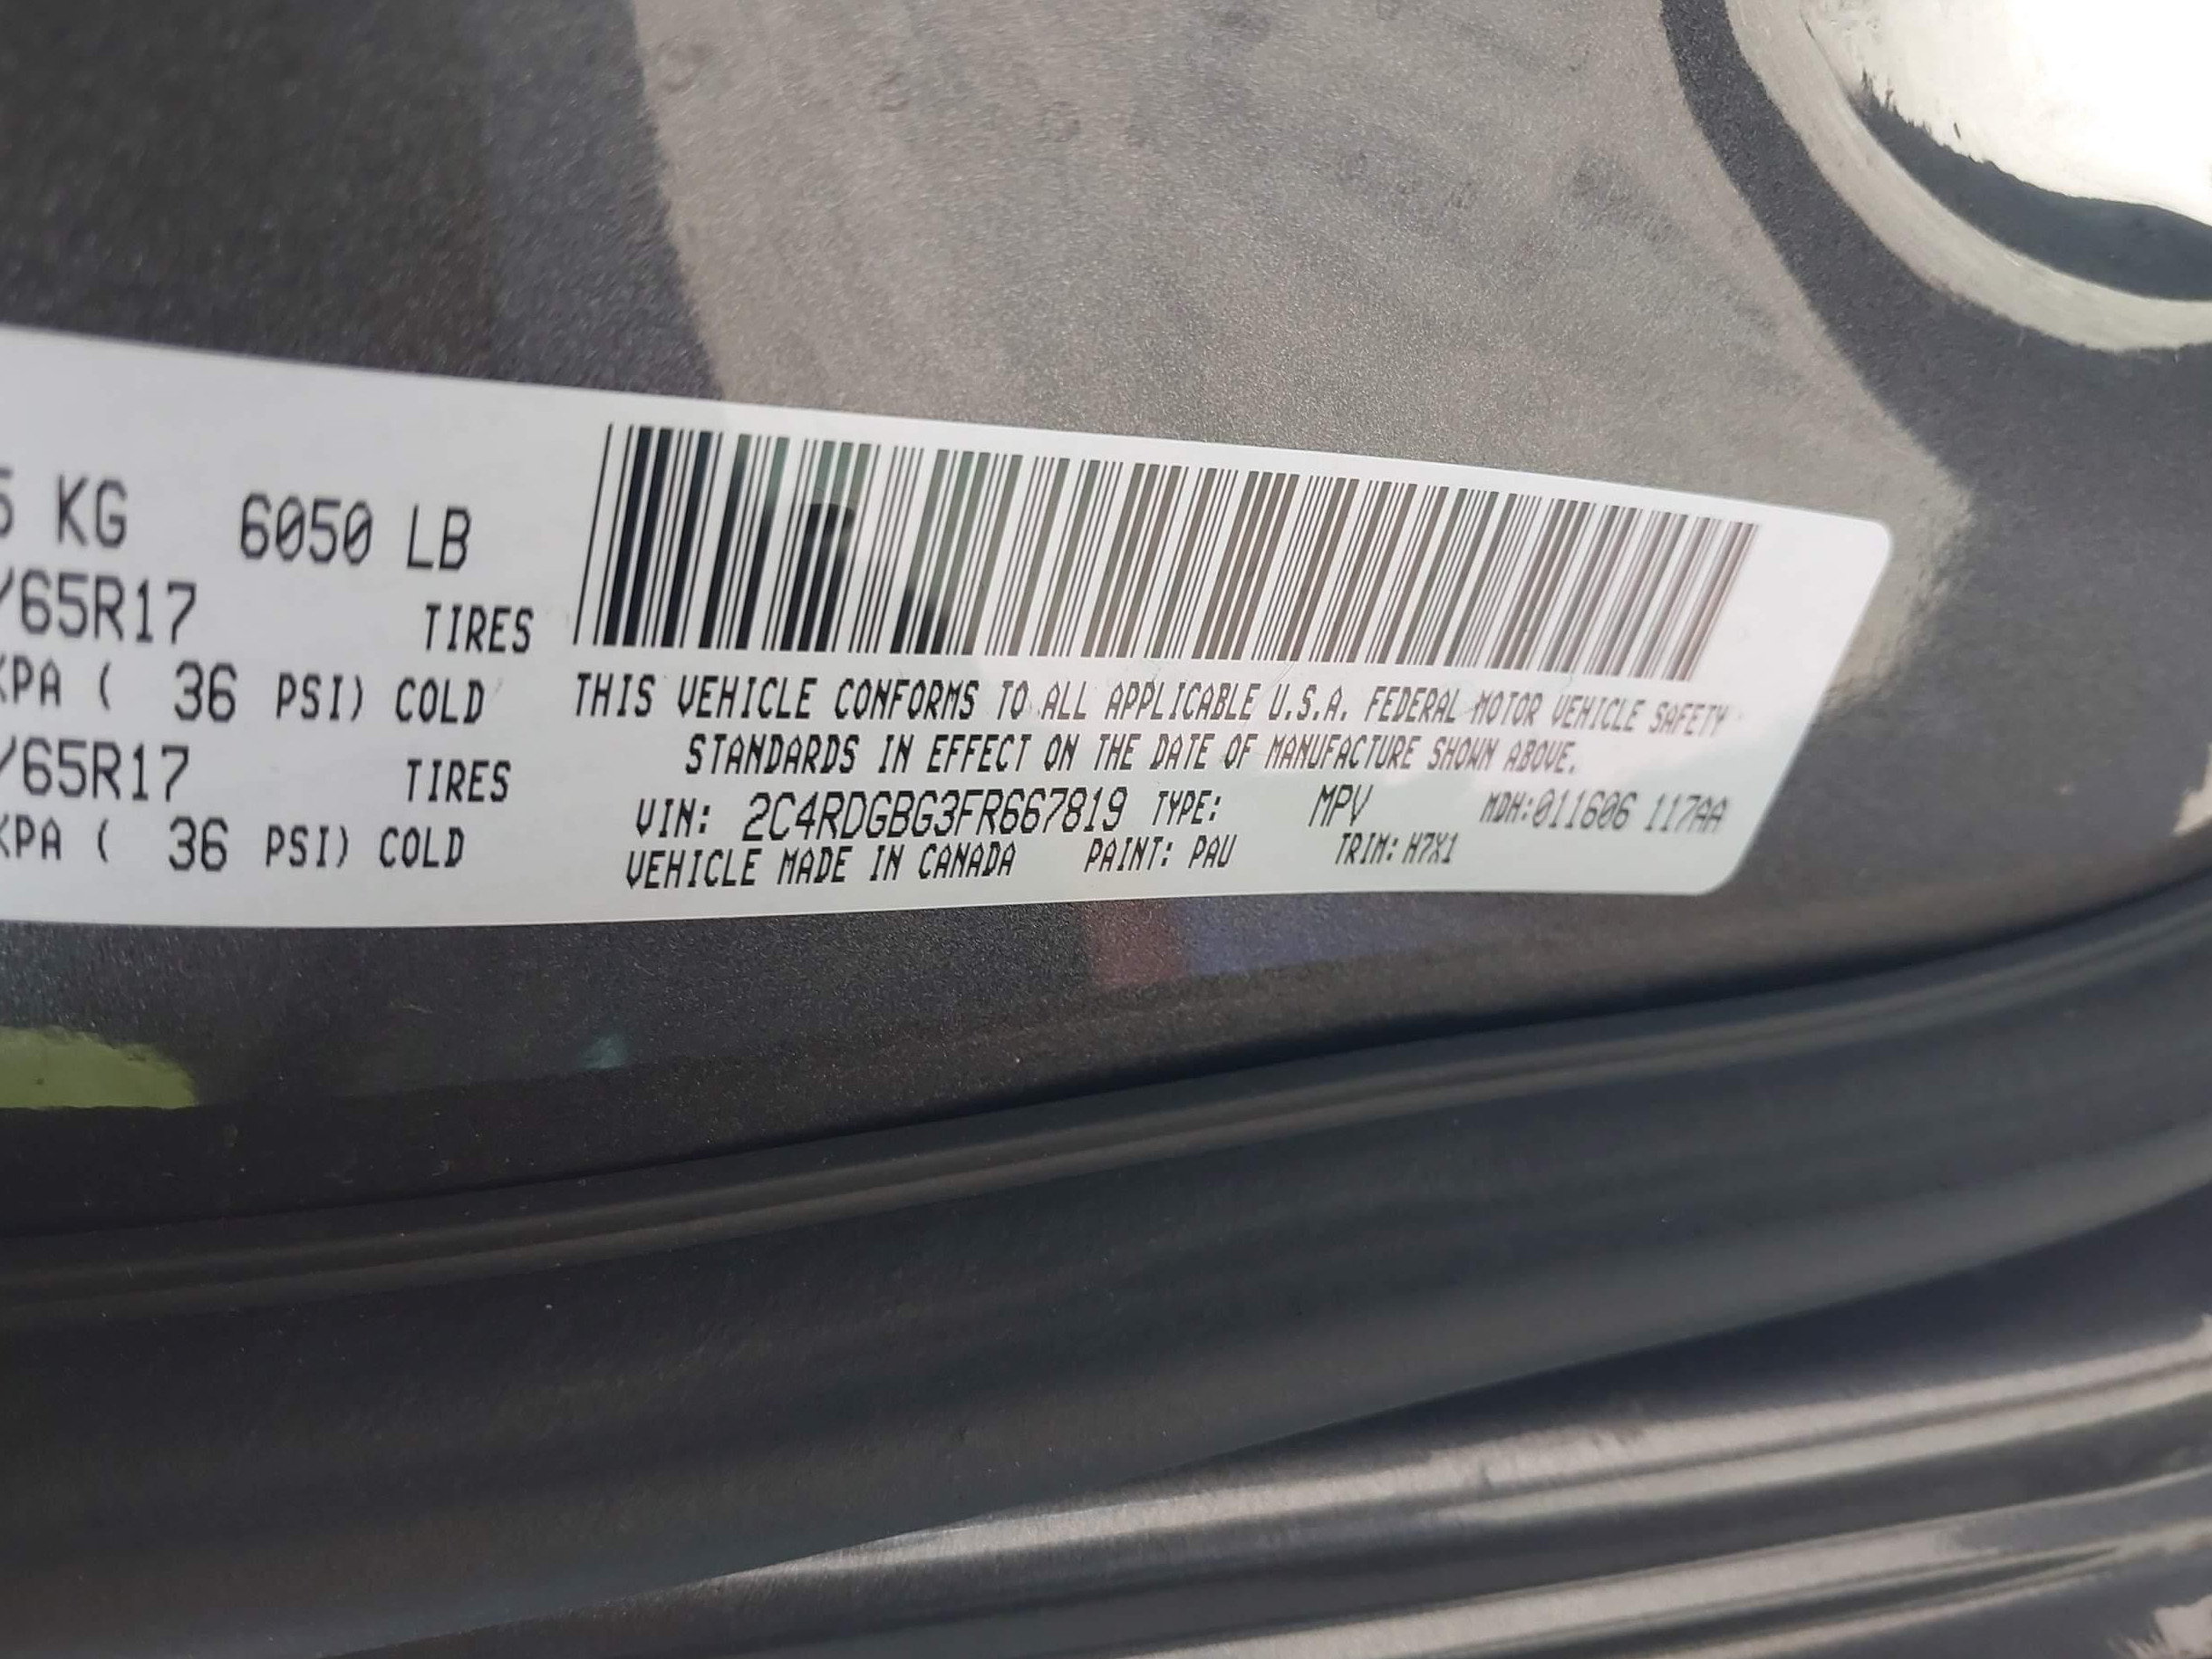 5 KG 6050 LB
/65R17 TIRES
KPA ( 36 PSI) COLD
/65R17 TIRES
KPA ( 36 PSI) COLD
THIS VEHICLE CONFORMS TO ALL APPLICABLE U.S.A. FEDERAL MOTOR VEHICLE SAFETY
STANDARDS IN EFFECT ON THE DATE OF MANUFACTURE SHOWN ABOVE.
VIN: 2C4RDGBG3FR667819 TYPE: MPV MDH:011606 117AA
VEHICLE MADE IN CANADA PAINT: PAU TRIM: H7X1